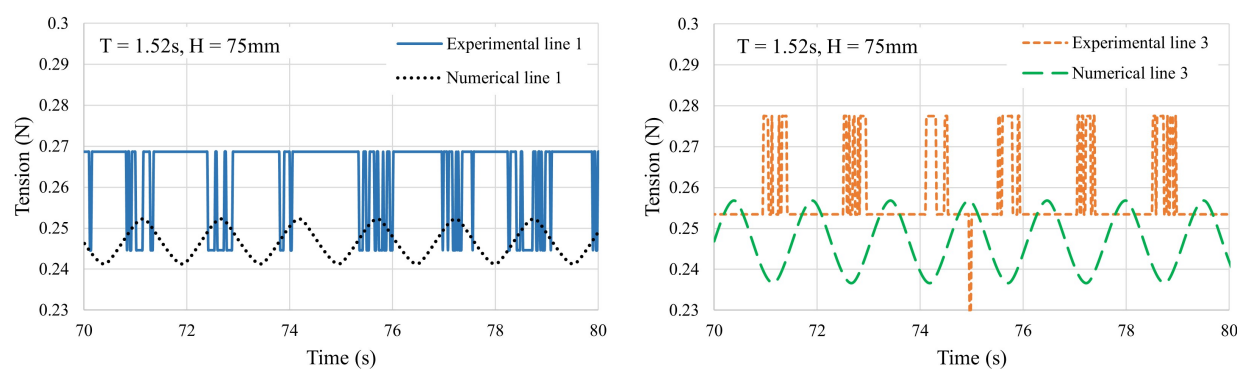 T = 1.52s, H = 75mm
Experimental line 1
Numerical line 1
0.3
0.29
0.28
0.27
0.26
0.25
0.24
0.23
Tension (N)
70 72 74 76 78 80
Time (s)
T = 1.52s, H = 75mm
Experimental line 3
Numerical line 3
0.3
0.29
0.28
0.27
0.26
0.25
0.24
0.23
Tension (N)
70 72 74 76 78 80
Time (s)